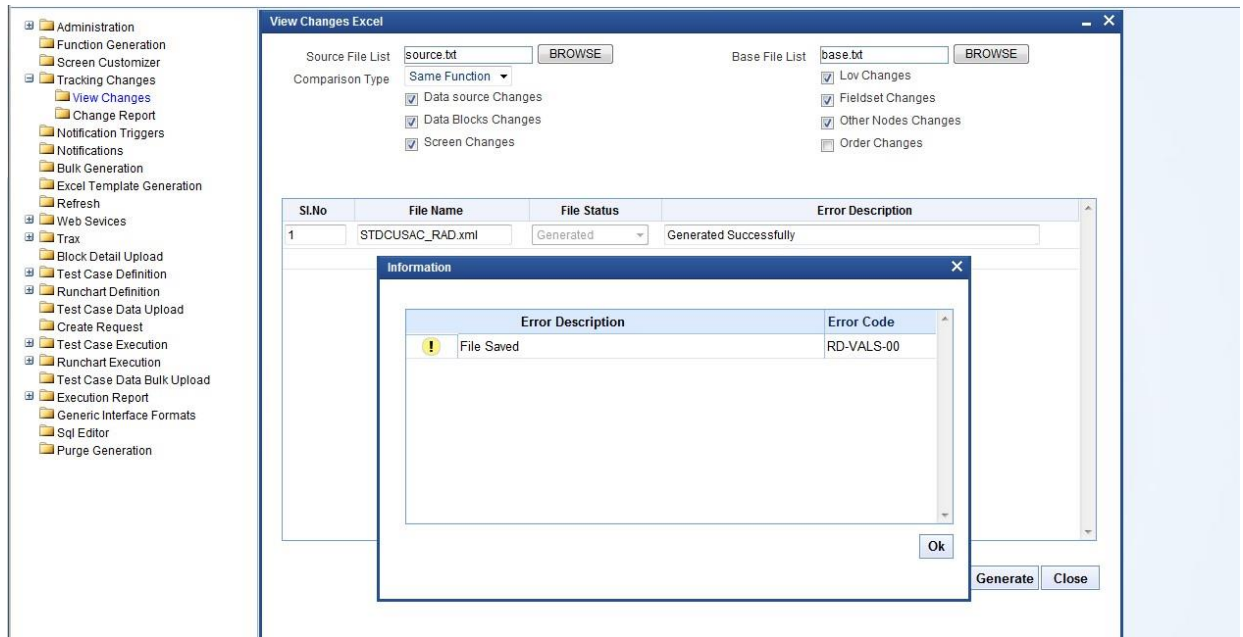 Administration
Function Generation
Screen Customizer
Tracking Changes
View Changes
Change Report
Notification Triggers
Notifications
Bulk Generation
Excel Template Generation
Refresh
Web Sevices
Trax
Block Detail Upload
Test Case Definition
Runchart Definition
Test Case Data Upload
Create Request
Test Case Execution
Runchart Execution
Test Case Data Bulk Upload
Execution Report
Generic Interface Formats
Sql Editor
Purge Generation
View Changes Excel
Source File List source.txt BROWSE Base File List base.txt BROWSE
Comparison Type Same Function Lov Changes
Data source Changes Fieldset Changes
Data Blocks Changes Other Nodes Changes
Screen Changes Order Changes
Sl.No File Name File Status Error Description
1 STDCUSAC_RAD.xml Generated Generated Successfully
Information
Error Description Error Code
File Saved RD-VALS-00
Ok
Generate Close